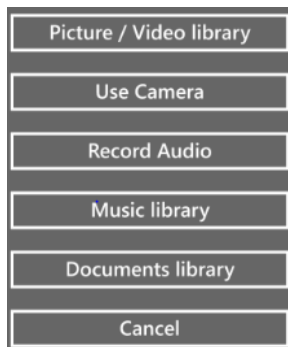 Picture / Video library
Use Camera
Record Audio
Music library
Documents library
Cancel